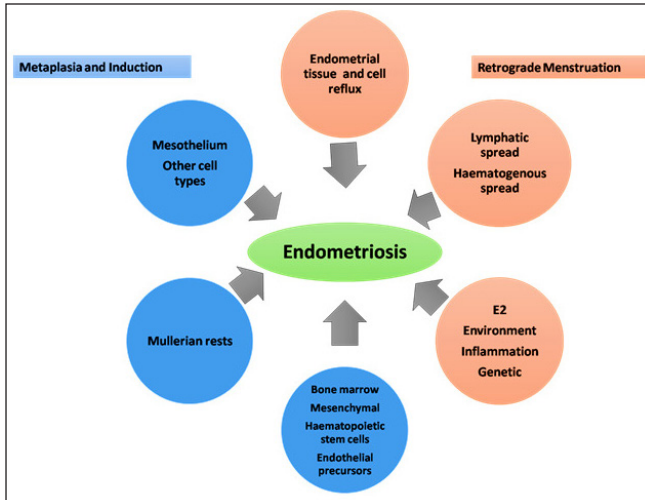 Metaplasia and Induction
Endometrial
tissue and cell
reflux
Retrograde Menstruation
Mesothelium
Other cell
types
Lymphatic
spread
Haematogenous
spread
Endometriosis
Mullerian rests
E2
Environment
Inflammation
Genetic
Bone marrow
Mesenchymal
Haematopoietic
stem cells
Endothelial
precursors